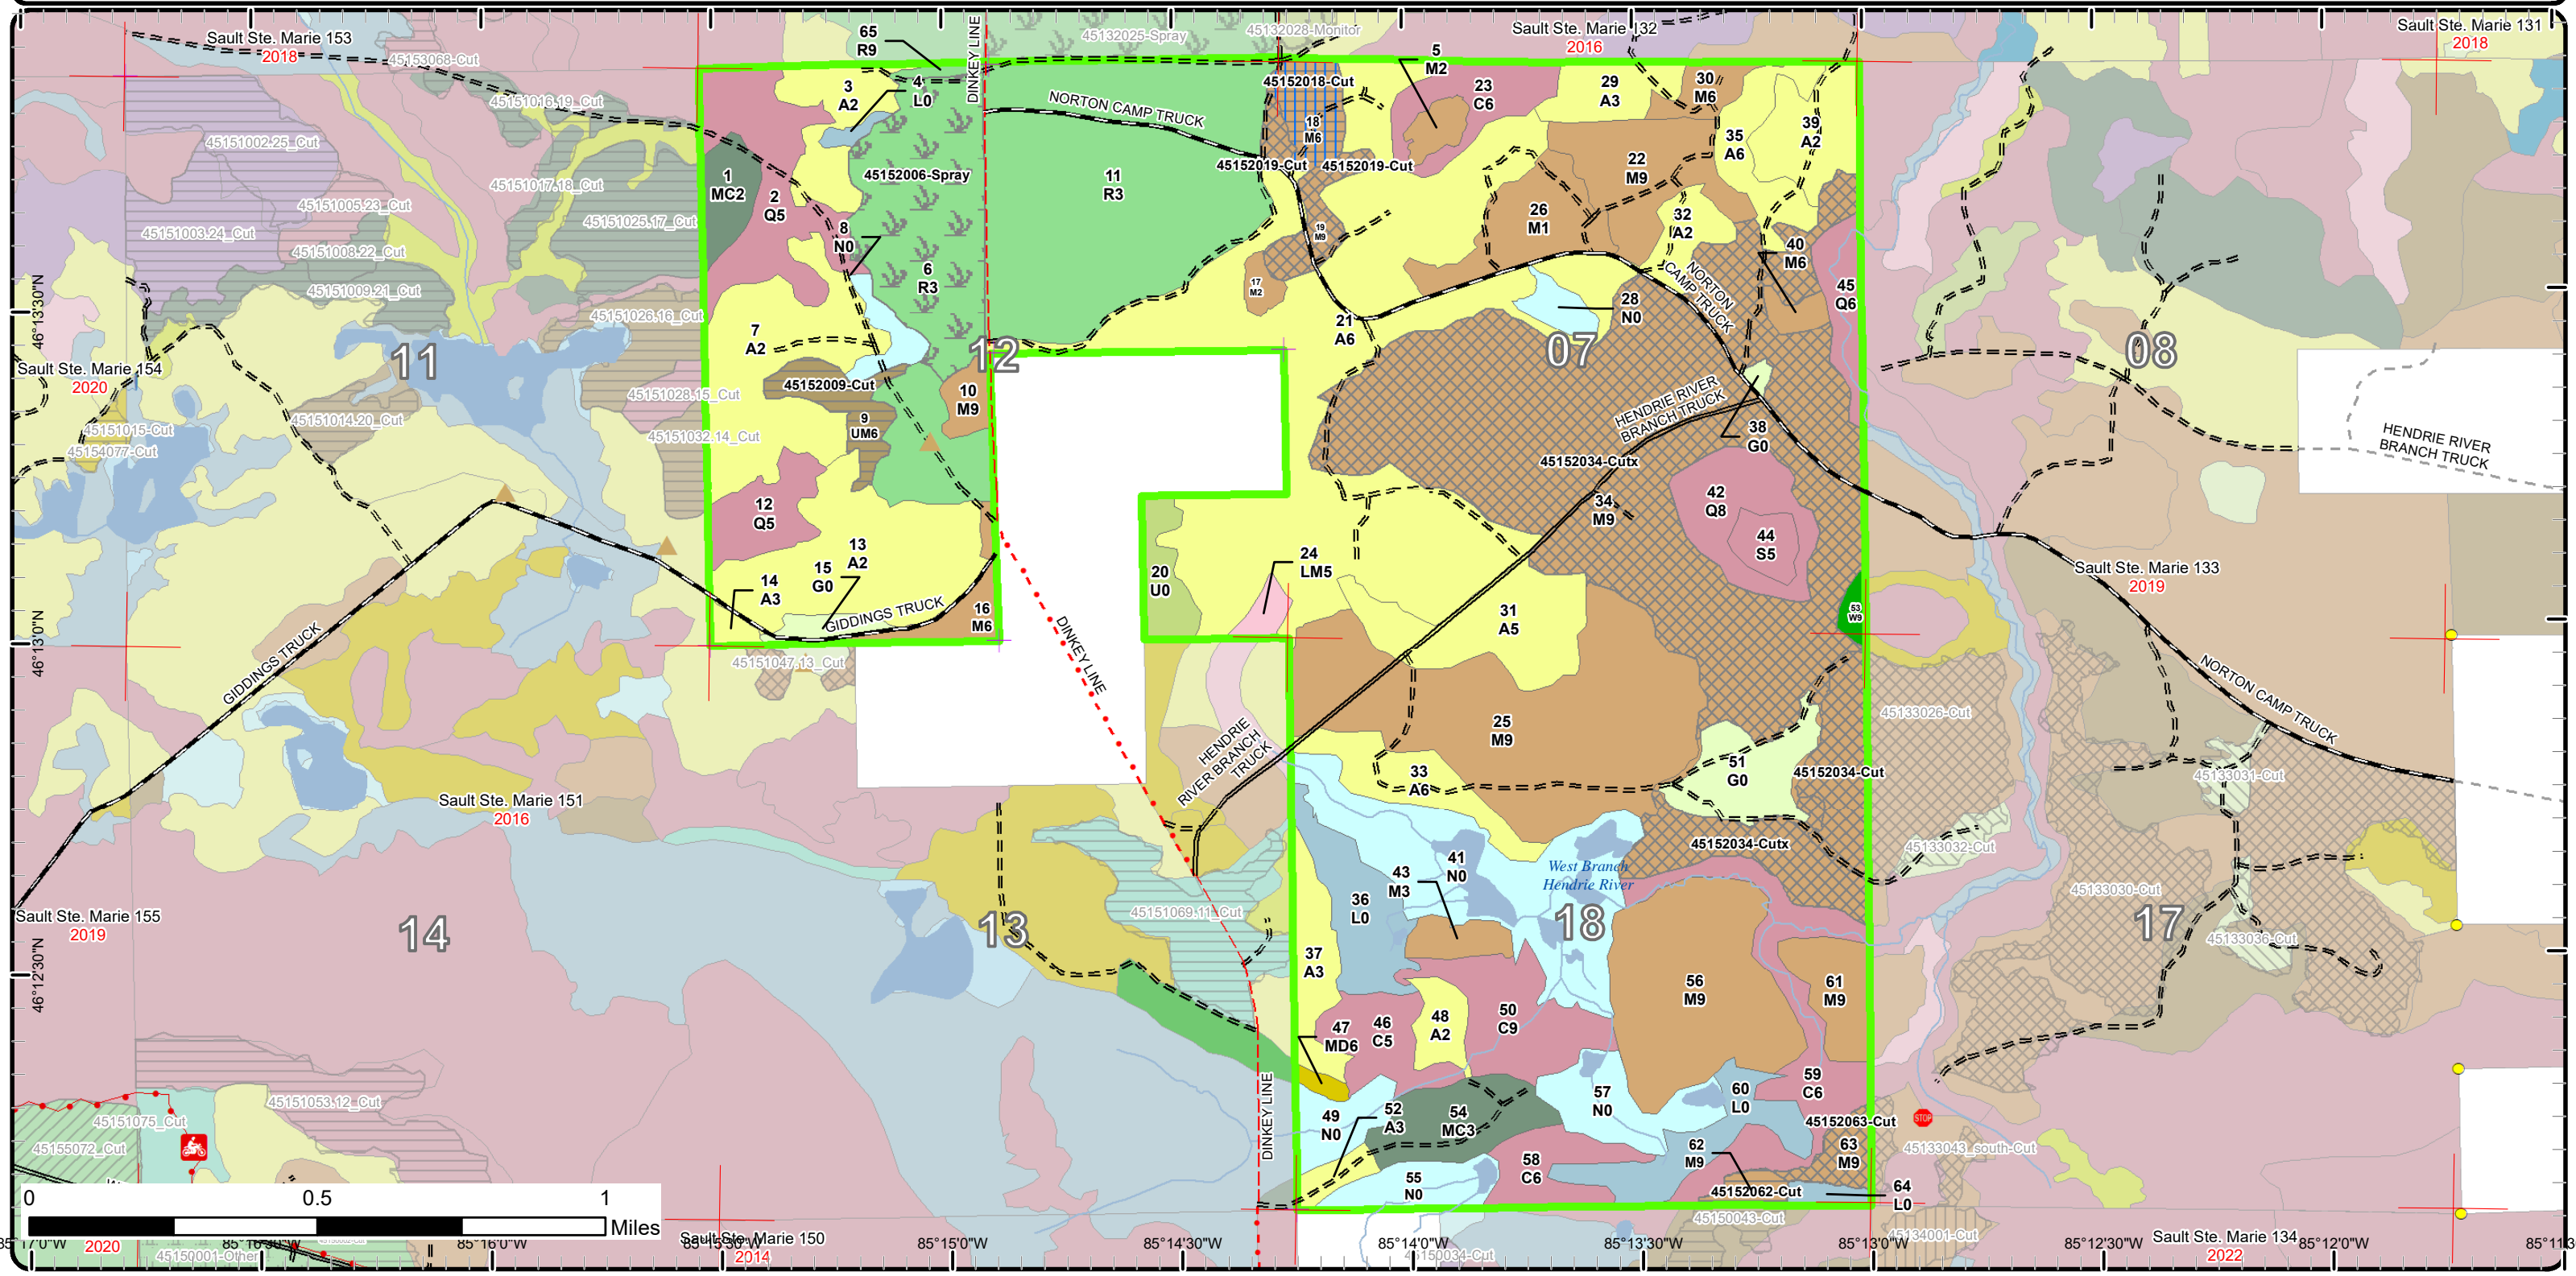 Sault Ste. Marie 153
2018
45153068-Cut
65
R9
DINKEY LINE
45132025-Spray
45132028-Monitor
Sault Ste. Marie 132
2016
Sault Ste. Marie 131
2018
5
M2
3
A2
4
L0
NORTON CAMP TRUCK
45152018-Cut
23
C6
29
A3
30
M6
45151016.19_Cut
45151002.25_Cut
18
M6
35
A6
39
A2
1
MC2
45152006-Spray
11
R3
45152019-Cut
45152019-Cut
22
M9
45151017.18_Cut
45151005.23_Cut
45151025.17_Cut
2
Q5
45151003.24_Cut
8
N0
19
M9
26
M1
32
A2
40
M6
45151008.22_Cut
45151009.21_Cut
6
R3
17
M2
NORTON
CAMP TRUCK
45
Q6
28
N0
46°13'30"N
45151026.16_Cut
7
A2
21
A6
11
12
07
08
Sault Ste. Marie 154
2020
45152009-Cut
10
M9
HENDRIE RIVER
BRANCH TRUCK
45151028.15_Cut
45151014.20_Cut
45151015-Cut
45154077-Cut
45151032.14_Cut
9
UM6
38
G0
HENDRIE RIVER
BRANCH TRUCK
45152034-Cutx
12
Q5
34
M9
42
Q8
44
S5
13
A2
15
G0
14
A3
20
U0
24
LM5
Sault Ste. Marie 133
2019
GIDDINGS TRUCK
16
M6
31
A5
53
W9
46°13'0"N
GIDDINGS TRUCK
45151047.13_Cut
DINKEY LINE
NORTON CAMP TRUCK
25
M9
45133026-Cut
HENDRIE
RIVER BRANCH
TRUCK
33
A6
51
G0
45152034-Cut
45133031-Cut
Sault Ste. Marie 151
2016
45152034-Cutx
45133032-Cut
41
N0
43
M3
West Branch
Hendrie River
36
L0
45133030-Cut
Sault Ste. Marie 155
2019
45151069.11_Cut
14
13
18
17
45133036-Cut
37
A3
46°12'30"N
56
M9
61
M9
47
MD6
46
C5
48
A2
50
C9
45151053.12_Cut
45151075_Cut
45155072_Cut
DINKEY LINE
49
N0
52
A3
54
MC3
57
N0
60
L0
59
C6
45152063-Cut
STOP
45133043_south-Cut
62
M9
63
M9
58
C6
55
N0
45152062-Cut
64
L0
0
0.5
1
Miles
45150043-Cut
45134001-Cut
2020
45150001-Other
Sault Ste. Marie 150
2014
45150034-Cut
Sault Ste. Marie 134
2022
85°16'0"W
85°15'0"W
85°14'30"W
85°14'0"W
85°13'30"W
85°13'0"W
85°12'30"W
85°12'0"W